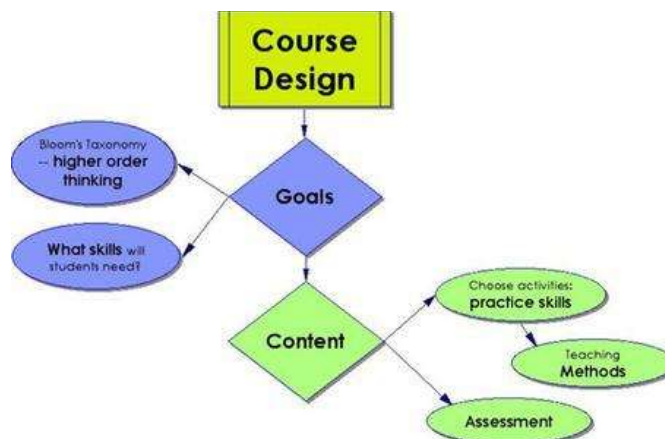 Course
Design
Bloom's Taxonomy
-- higher order
thinking
Goals
What skills will
students need?
Choose activities:
practice skills
Content
Teaching
Methods
Assessment